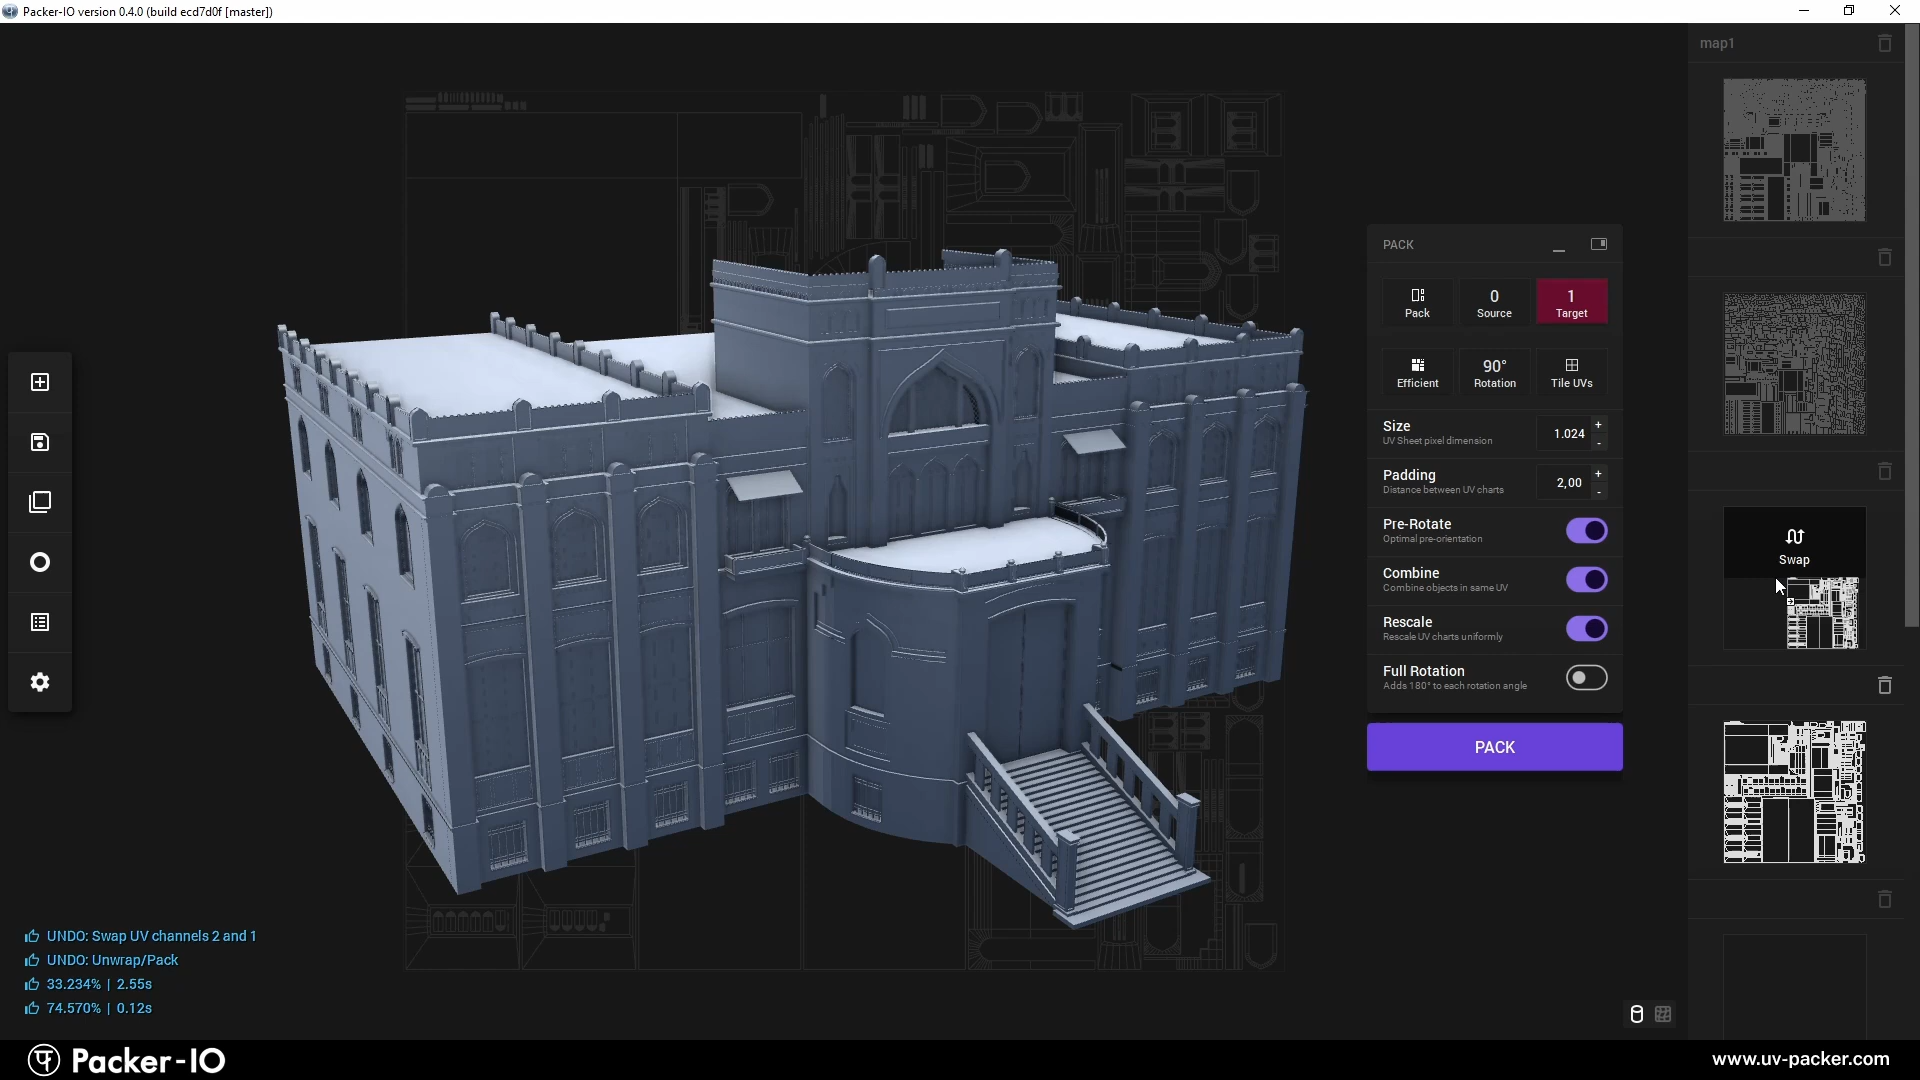 Packer-IO version 0.4.0 (build ecd7d0f [master])
map1
PACK
Pack
0
Source
1
Target
Efficient
90°
Rotation
Tile UVs
Size
UV Sheet pixel dimension
1.024
+
-
Padding
Distance between UV charts
2,00
+
-
Pre-Rotate
Optimal pre-orientation
Combine
Combine objects in same UV
Rescale
Rescale UV charts uniformly
Full Rotation
Adds 180° to each rotation angle
PACK
Swap
UNDO: Swap UV channels 2 and 1
UNDO: Unwrap/Pack
33.234% | 2.55s
74.570% | 0.12s
Packer-IO
www.uv-packer.com